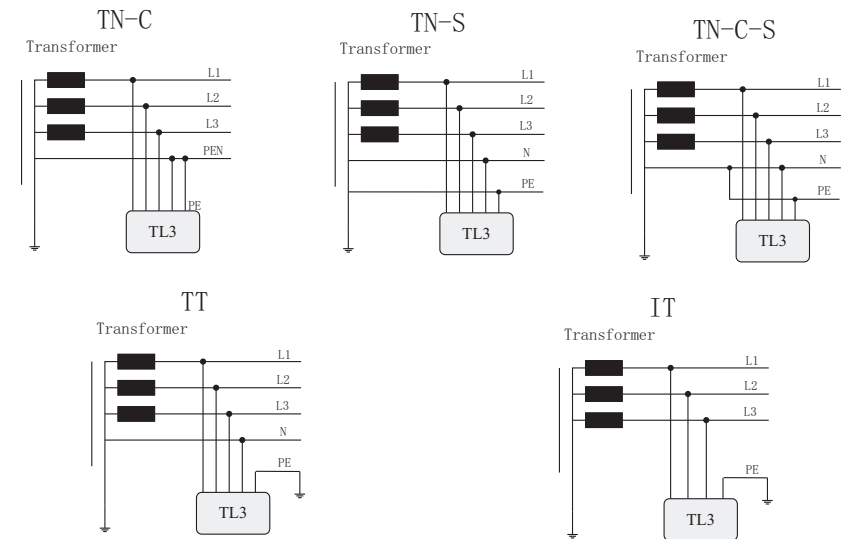 TN-C
Transformer
L1
L2
L3
PEN
PE
TL3
TN-S
Transformer
L1
L2
L3
N
PE
TL3
TN-C-S
Transformer
L1
L2
L3
N
PE
TL3
TT
Transformer
L1
L2
L3
N
PE
TL3
IT
Transformer
L1
L2
L3
PE
TL3